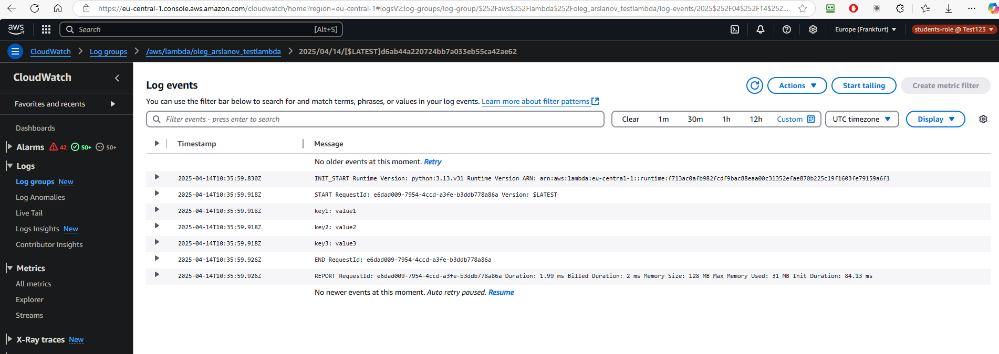 https://eu-central-1.console.aws.amazon.com/cloudwatch/home?region=eu-central-1#logsV2:log-groups/log-group/$252Faws$252Flambda$252Foleg_arslanov_testlambda/log-events/2025$252F04$252F14$252...
aws Search [Alt+S] Europe (Frankfurt) students-role @ Test123
CloudWatch Log groups /aws/lambda/oleg_arslanov_testlambda 2025/04/14/[$LATEST]d6ab44a220724bb7a033eb55ca42ae62
CloudWatch
Favorites and recents
Dashboards
Alarms 42 50+ 50+
Logs
Log groups New
Log Anomalies
Live Tail
Logs Insights New
Contributor Insights
Metrics
All metrics
Explorer
Streams
X-Ray traces New
Log events
Actions Start tailing Create metric filter
You can use the filter bar below to search for and match terms, phrases, or values in your log events. Learn more about filter patterns
Filter events - press enter to search Clear 1m 30m 1h 12h Custom UTC timezone Display
Timestamp Message
No older events at this moment. Retry
2025-04-14T10:35:59.830Z INIT_START Runtime Version: python:3.13.v31 Runtime Version ARN: arn:aws:lambda:eu-central-1::runtime:f713ac0afb982fcdf9bac88eaa00c31352efae870b225c19f1603fe79159a6f1
2025-04-14T10:35:59.918Z START RequestId: e6dad009-7954-4ccd-a3fe-b3ddb778a86a Version: $LATEST
2025-04-14T10:35:59.918Z key1: value1
2025-04-14T10:35:59.918Z key2: value2
2025-04-14T10:35:59.918Z key3: value3
2025-04-14T10:35:59.926Z END RequestId: e6dad009-7954-4ccd-a3fe-b3ddb778a86a
2025-04-14T10:35:59.926Z REPORT RequestId: e6dad009-7954-4ccd-a3fe-b3ddb778a86a Duration: 1.99 ms Billed Duration: 2 ms Memory Size: 128 MB Max Memory Used: 31 MB Init Duration: 84.13 ms
No newer events at this moment. Auto retry paused. Resume